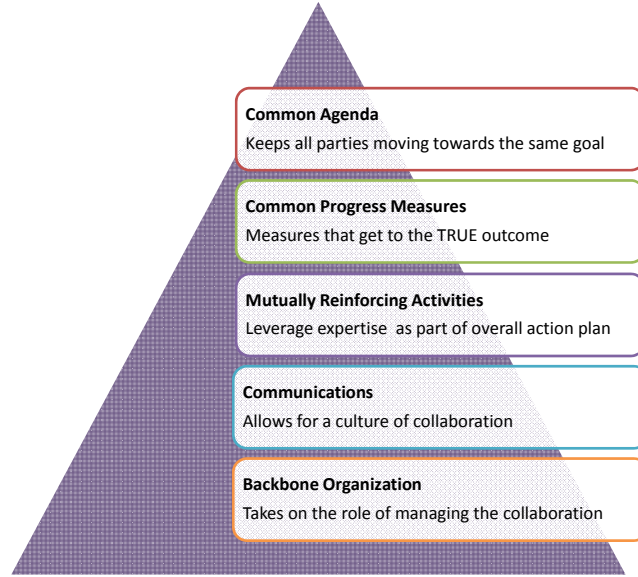 Common Agenda
Keeps all parties moving towards the same goal
Common Progress Measures
Measures that get to the TRUE outcome
Mutually Reinforcing Activities
Leverage expertise  as part of overall action plan
Communications
Allows for a culture of collaboration
Backbone Organization
Takes on the role of managing the collaboration